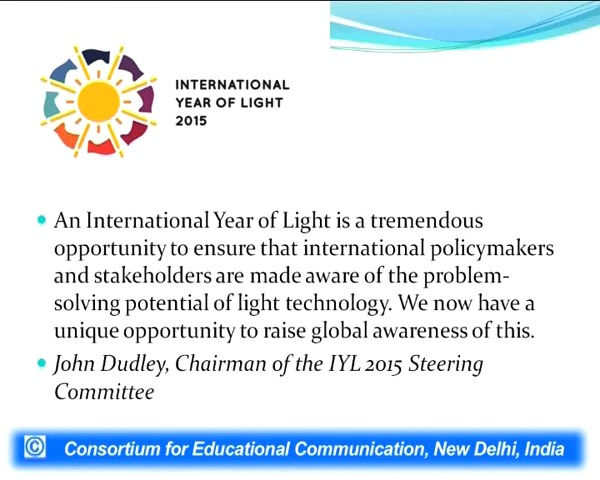 INTERNATIONAL
YEAR OF LIGHT
2015
• An International Year of Light is a tremendous
opportunity to ensure that international policymakers
and stakeholders are made aware of the problem-
solving potential of light technology. We now have a
unique opportunity to raise global awareness of this.
• John Dudley, Chairman of the IYL 2015 Steering
Committee
© Consortium for Educational Communication, New Delhi, India